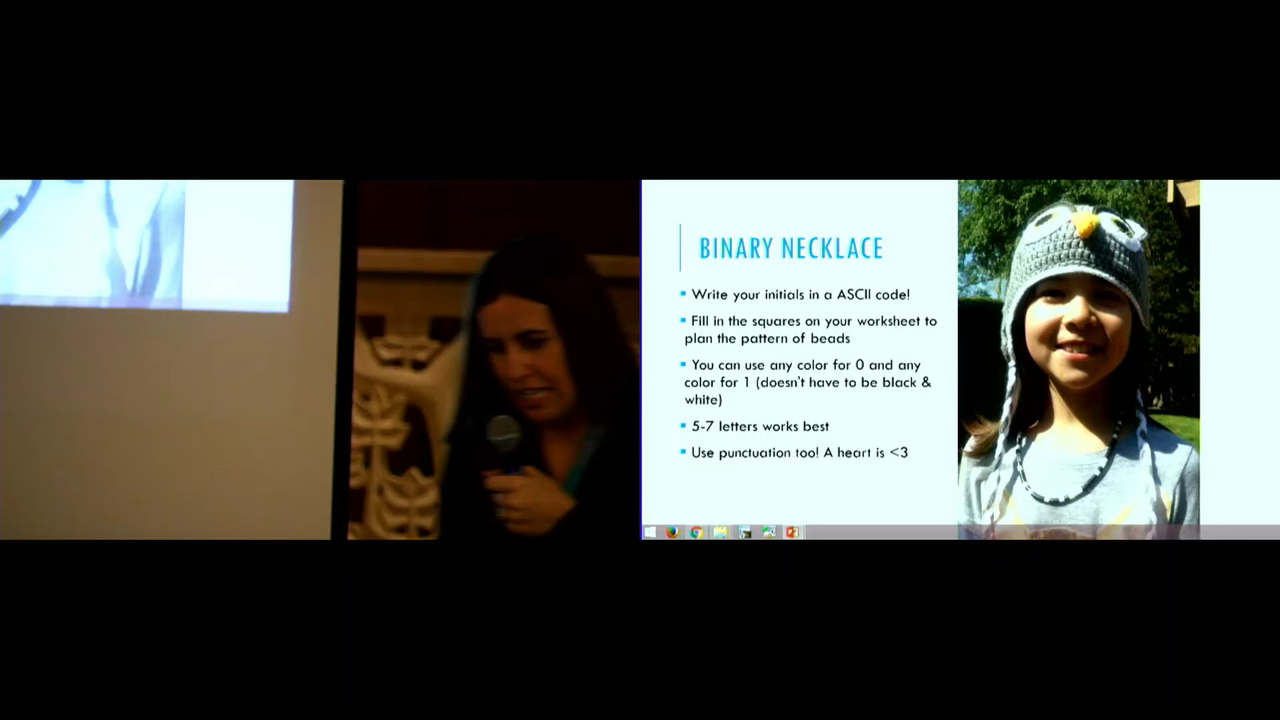 BINARY NECKLACE
▪ Write your initials in a ASCII code!
▪ Fill in the squares on your worksheet to
plan the pattern of beads
▪ You can use any color for 0 and any
color for 1 (doesn't have to be black &
white)
▪ 5-7 letters works best
▪ Use punctuation too! A heart is <3